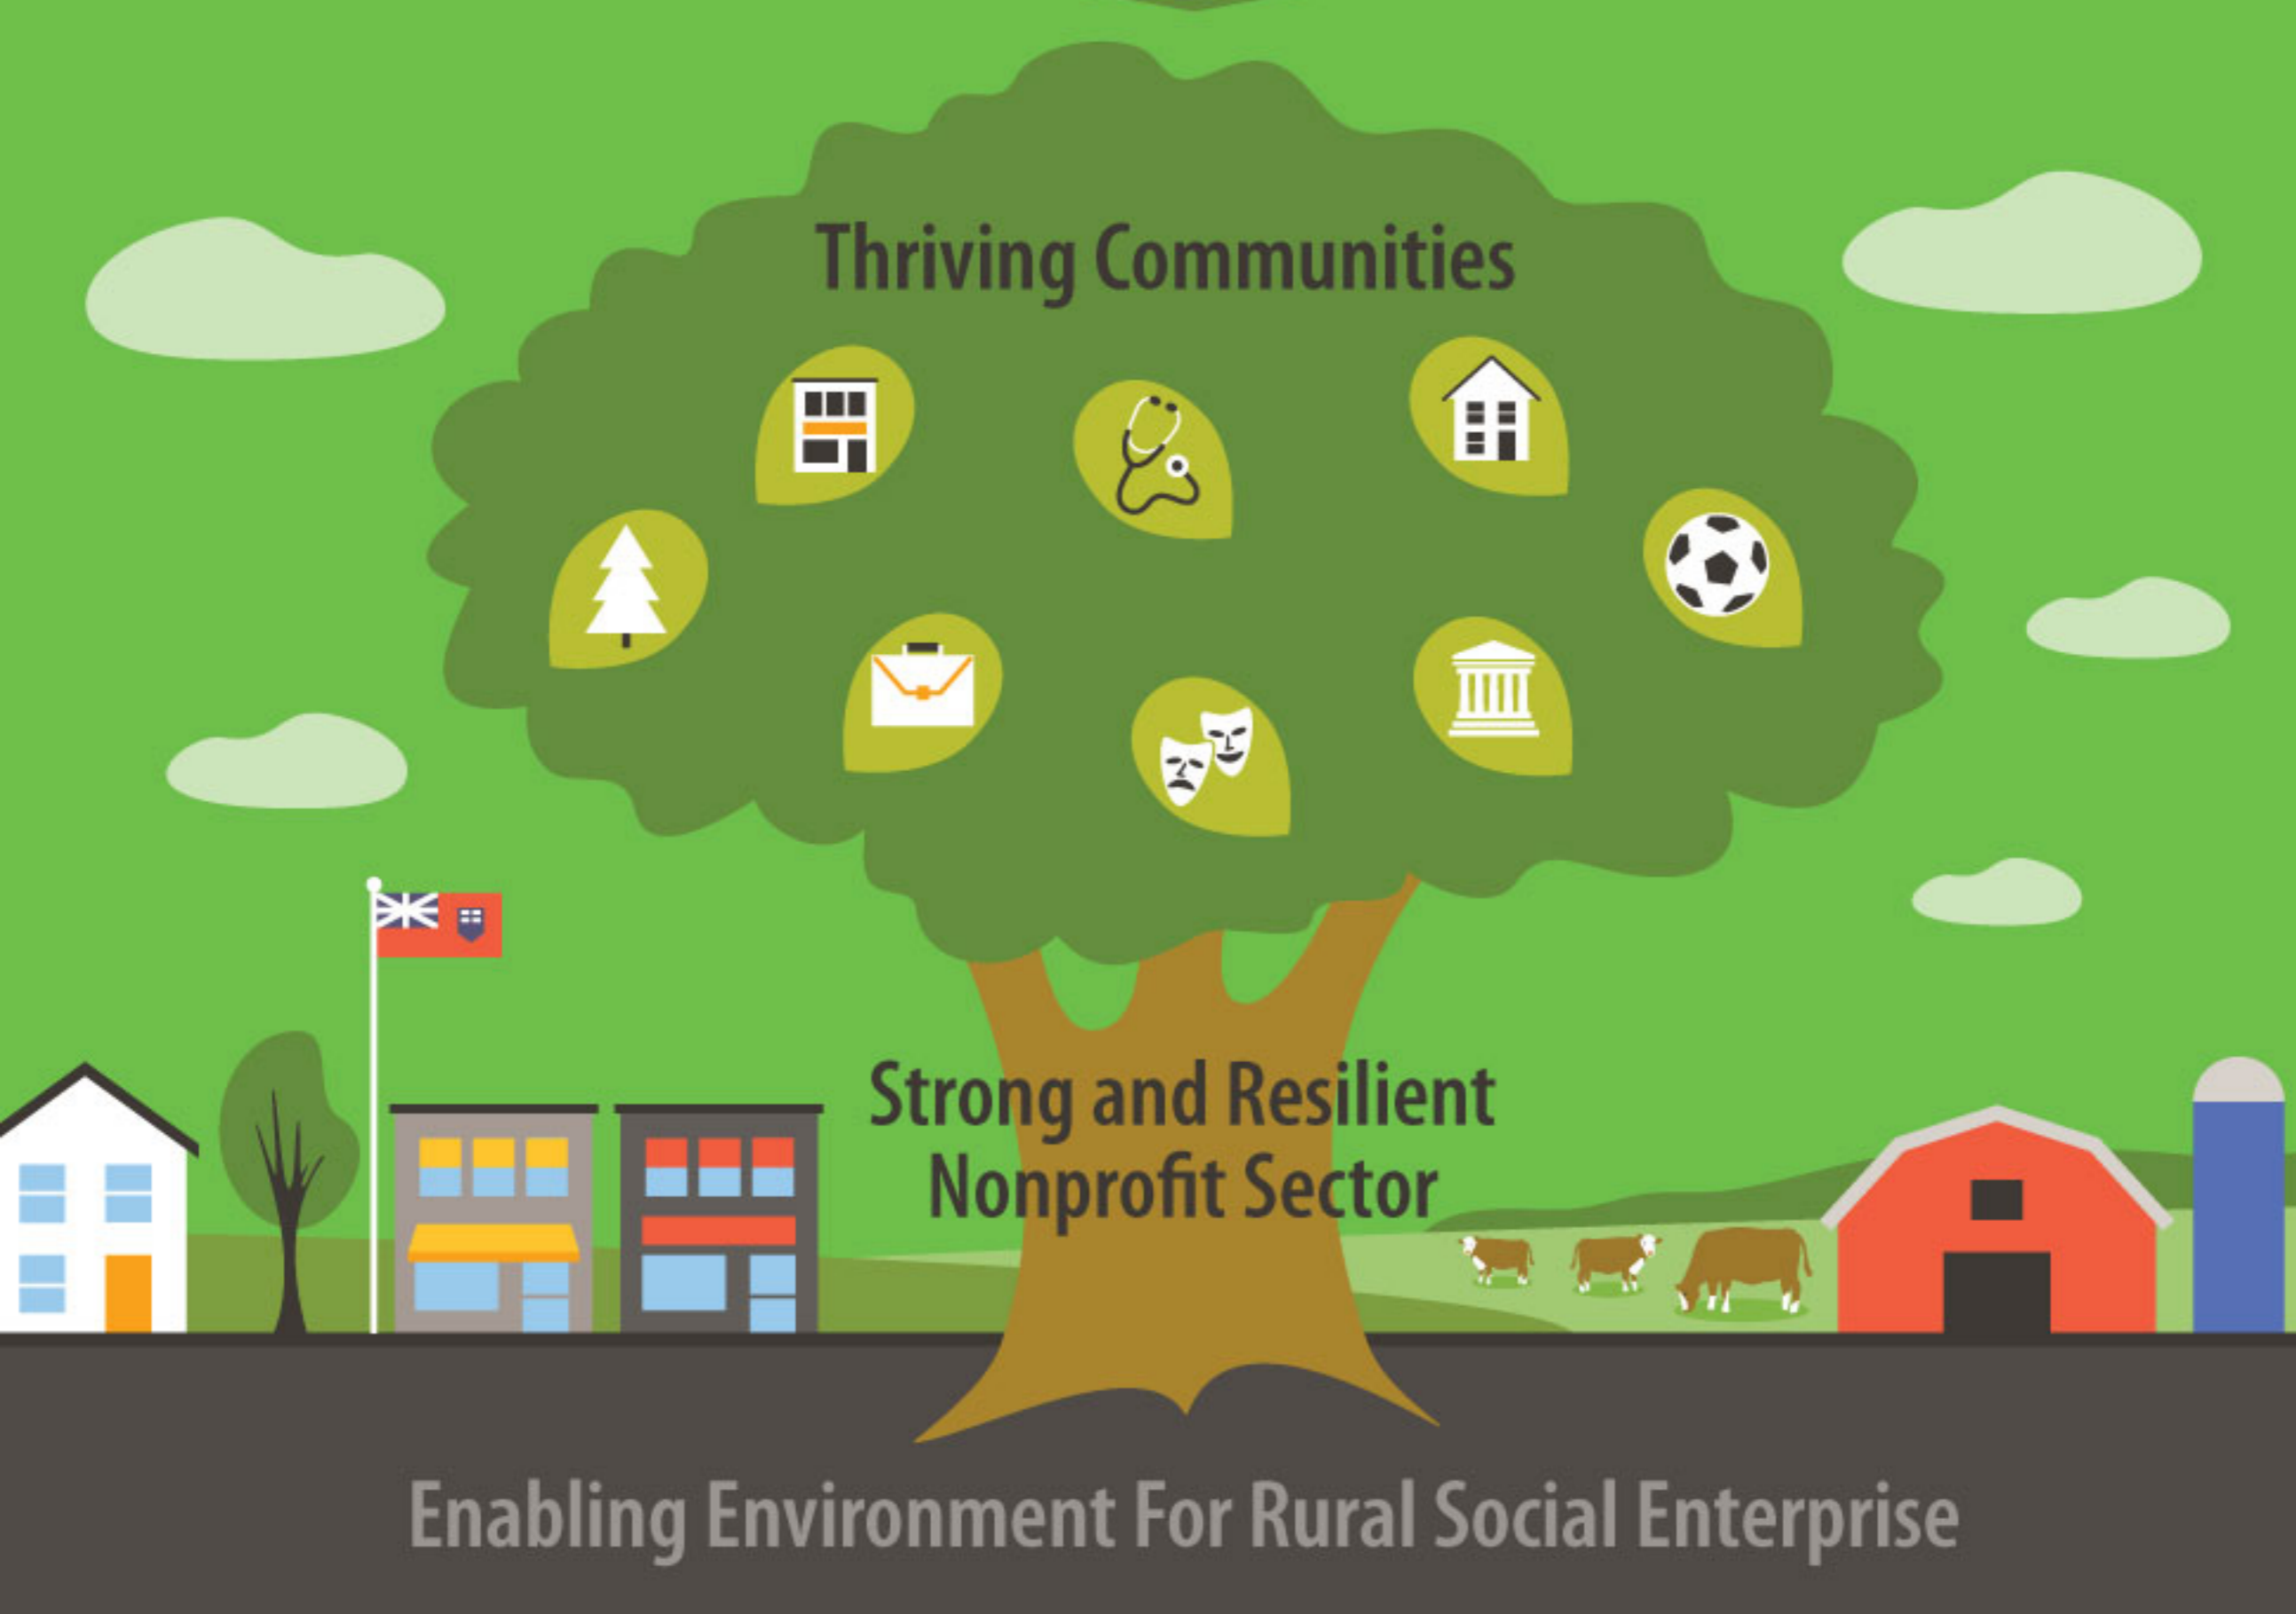 Thriving Communities
Strong and Resilient
Nonprofit Sector
Enabling Environment For Rural Social Enterprise